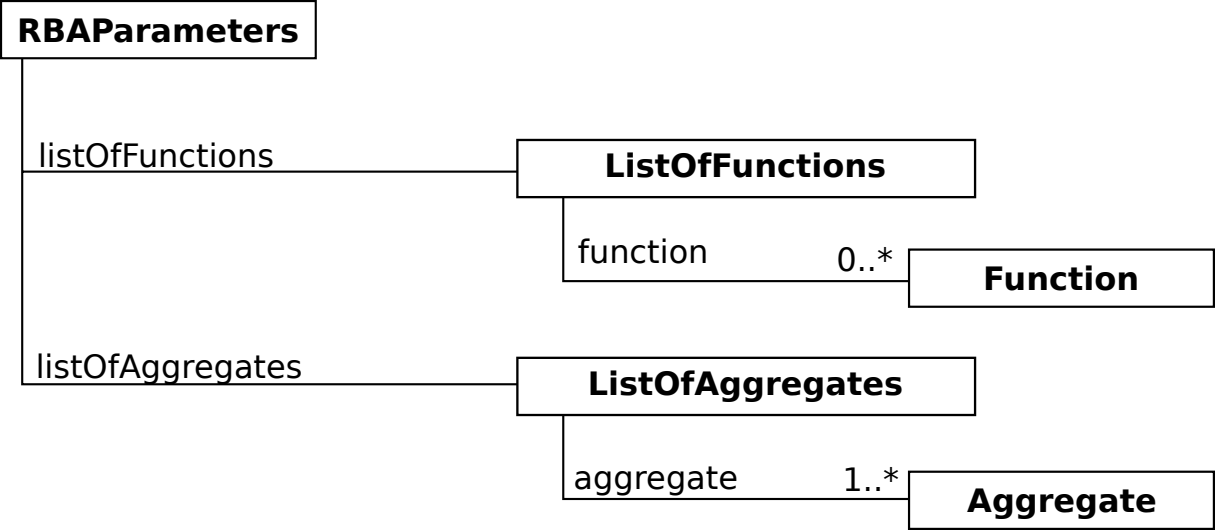 RBAParameters
listOfFunctions
ListOfFunctions
function
0..*
Function
listOfAggregates
ListOfAggregates
aggregate
1..*
Aggregate